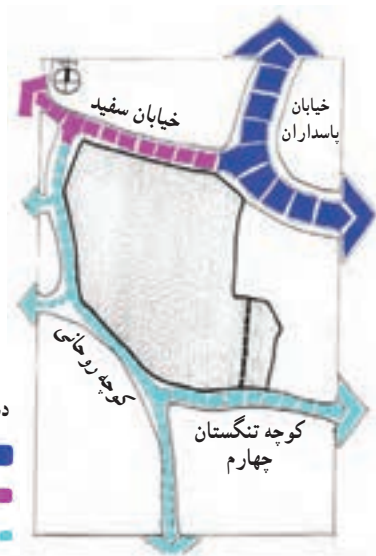 خیابان
پاسداران
خیابان سفید
کوچه روحانی
کوچه تنگستان
چهارم